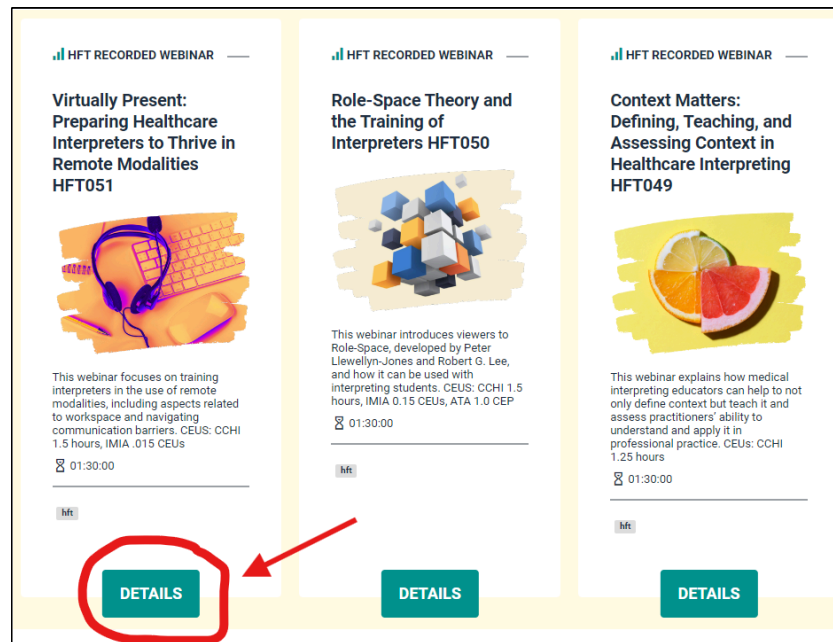 HFT RECORDED WEBINAR
Virtually Present:
Preparing Healthcare
Interpreters to Thrive in
Remote Modalities
HFT051
This webinar focuses on training
interpreters in the use of remote
modalities, including aspects related
to workspace and navigating
communication barriers. CEUS: CCHI
1.5 hours, IMIA .015 CEUs
01:30:00
hft
DETAILS
HFT RECORDED WEBINAR
Role-Space Theory and
the Training of
Interpreters HFT050
This webinar introduces viewers to
Role-Space, developed by Peter
Llewellyn-Jones and Robert G. Lee,
and how it can be used with
interpreting students. CEUS: CCHI 1.5
hours, IMIA 0.15 CEUs, ATA 1.0 CEP
01:30:00
hft
DETAILS
HFT RECORDED WEBINAR
Context Matters:
Defining, Teaching, and
Assessing Context in
Healthcare Interpreting
HFT049
This webinar explains how medical
interpreting educators can help to not
only define context but teach it and
assess practitioners' ability to
understand and apply it in
professional practice. CEUs: CCHI
1.25 hours
01:30:00
hft
DETAILS